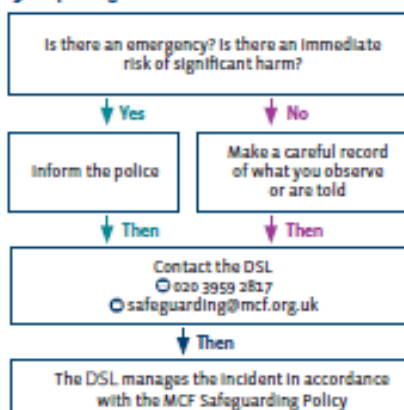 Is there an emergency? Is there an immediate
risk of significant harm?
Yes
No
Inform the police
Make a careful record
of what you observe
or are told
Then
Then
Contact the DSL
020 3959 2817
safeguarding@mcf.org.uk
Then
The DSL manages the incident in accordance
with the MCF Safeguarding Policy